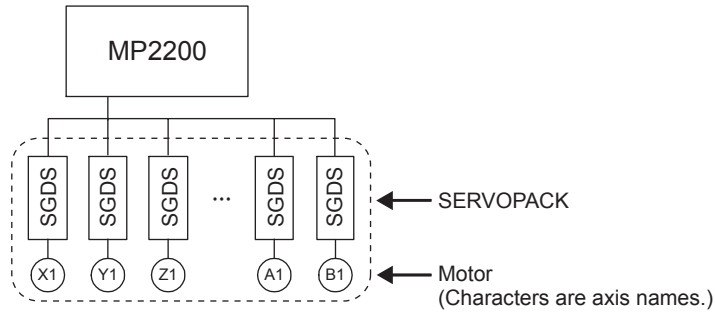 MP2200
SGDS SGDS SGDS ... SGDS SGDS
SERVOPACK
X1 Y1 Z1 A1 B1
Motor
(Characters are axis names.)